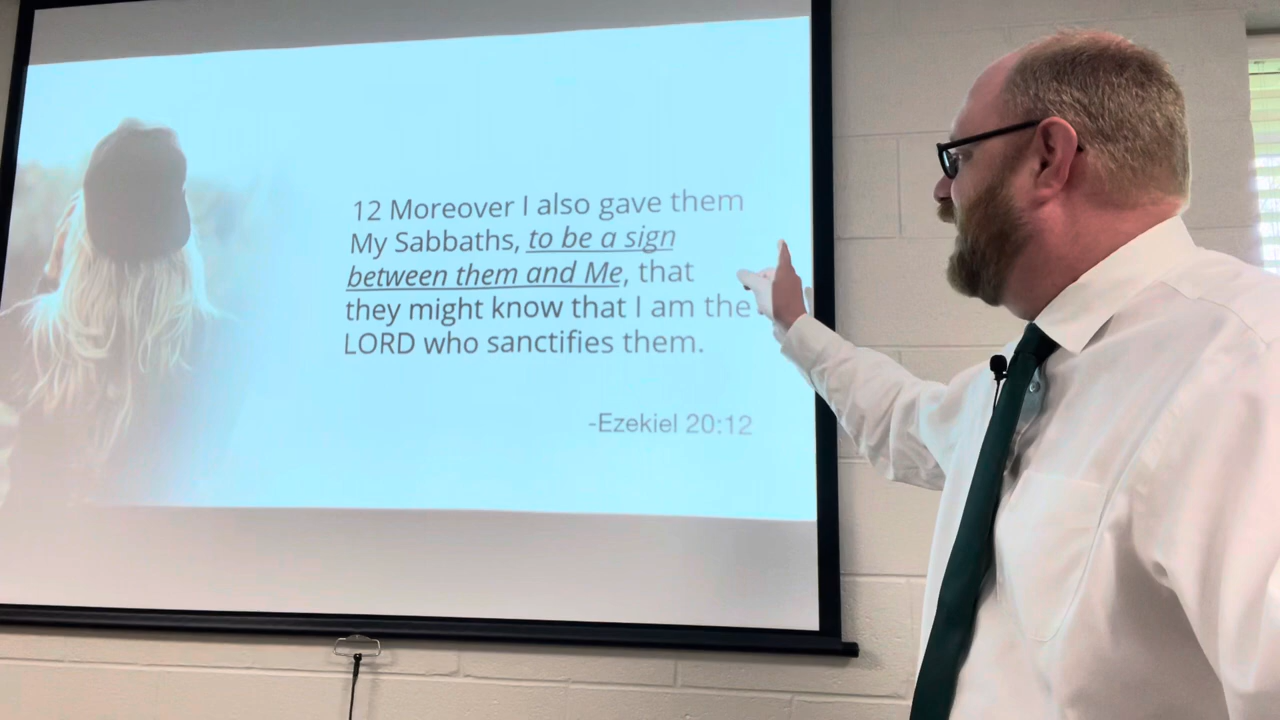 12 Moreover I also gave them
My Sabbaths, to be a sign
between them and Me, that
they might know that I am the
LORD who sanctifies them.
-Ezekiel 20:12